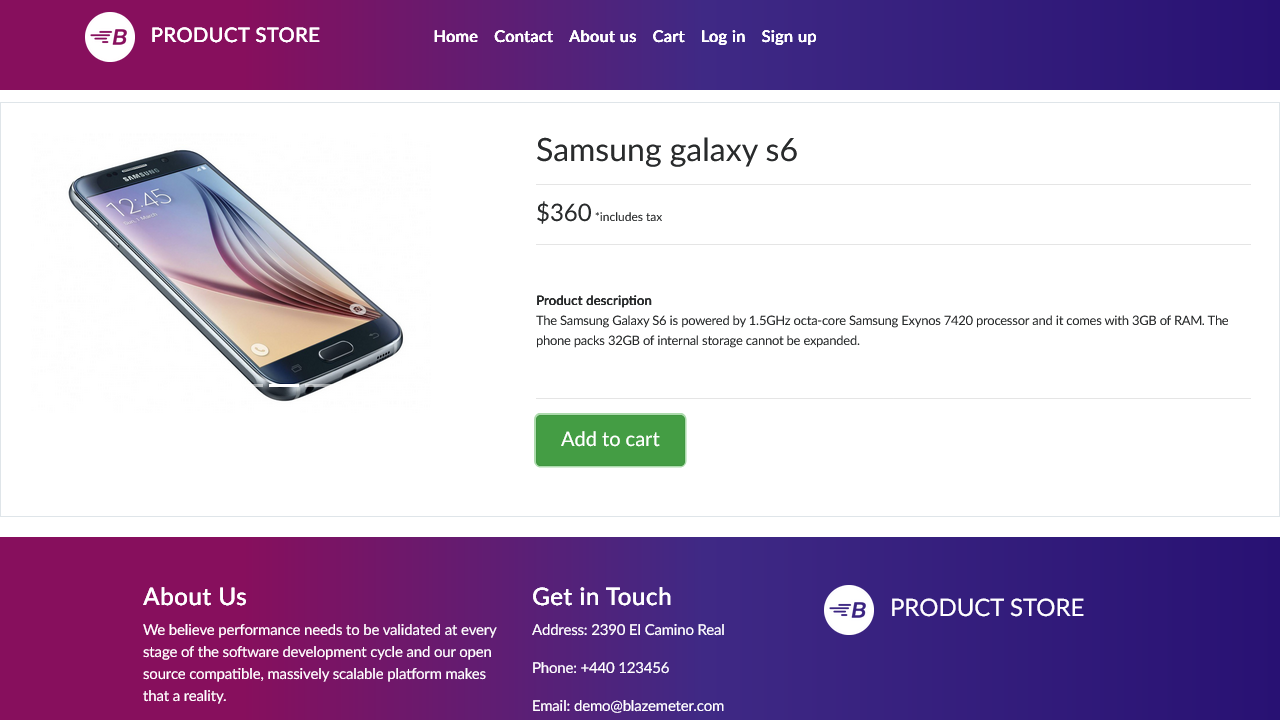 B PRODUCT STORE
Home Contact About us Cart Log in Sign up
SAMSUNG
12:45
Samsung galaxy s6
$360 *includes tax
Product description
The Samsung Galaxy S6 is powered by 1.5GHz octa-core Samsung Exynos 7420 processor and it comes with 3GB of RAM. The
phone packs 32GB of internal storage cannot be expanded.
Add to cart
About Us
We believe performance needs to be validated at every
stage of the software development cycle and our open
source compatible, massively scalable platform makes
that a reality.
Get in Touch
Address: 2390 El Camino Real
Phone: +440 123456
Email: demo@blazemeter.com
B PRODUCT STORE